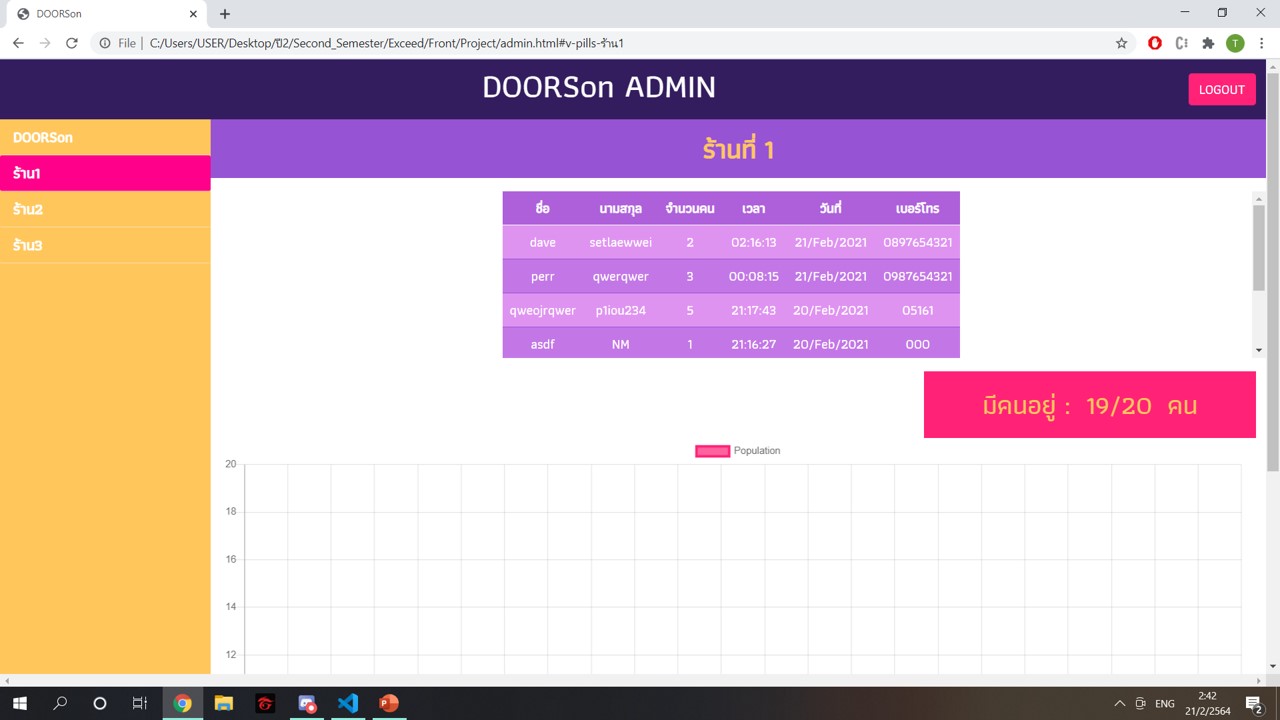 DOORSon
File | C:/Users/USER/Desktop/ปี2/Second_Semester/Exceed/Front/Project/admin.html#v-pills-ร้าน1
T
DOORSon ADMIN
LOGOUT
DOORSon
ร้าน1
ร้าน2
ร้าน3
ร้านที่ 1
ชื่อ นามสกุล จำนวนคน เวลา วันที่ เบอร์โทร
dave setlaewwei 2 02:16:13 21/Feb/2021 0897654321
perr qwerqwer 3 00:08:15 21/Feb/2021 0987654321
qweojrqwer p1iou234 5 21:17:43 20/Feb/2021 05161
asdf NM 1 21:16:27 20/Feb/2021 000
มีคนอยู่ : 19/20 คน
Population
20
18
16
14
12
ENG
2:42
21/2/2564
2